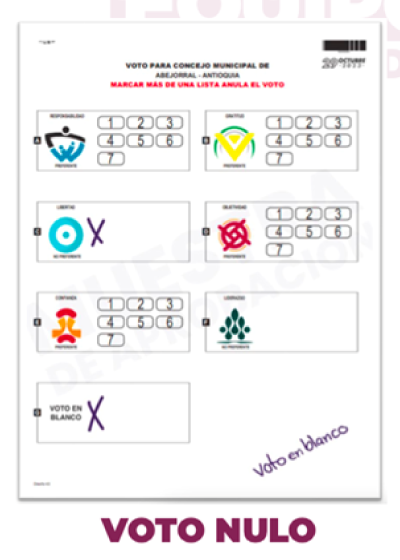 OCTUBRE
29 2023
VOTO PARA CONCEJO MUNICIPAL DE
ABEJORRAL - ANTIOQUIA
MARCAR MÁS DE UNA LISTA ANULA EL VOTO
RESPONSABILIDAD
1 2 3
A 4 5 6
7
PREFERENTE
GRATITUD
1 2 3
B 4 5 6
7
PREFERENTE
LIBERTAD
C X
NO PREFERENTE
OBJETIVIDAD
1 2 3
D 4 5 6
7
PREFERENTE
CONFIANZA
1 2 3
E 4 5 6
7
PREFERENTE
LIDERAZGO
F
NO PREFERENTE
G VOTO EN BLANCO X
voto en blanco
MUESTRA
DE APROBACIÓN
VOTO NULO